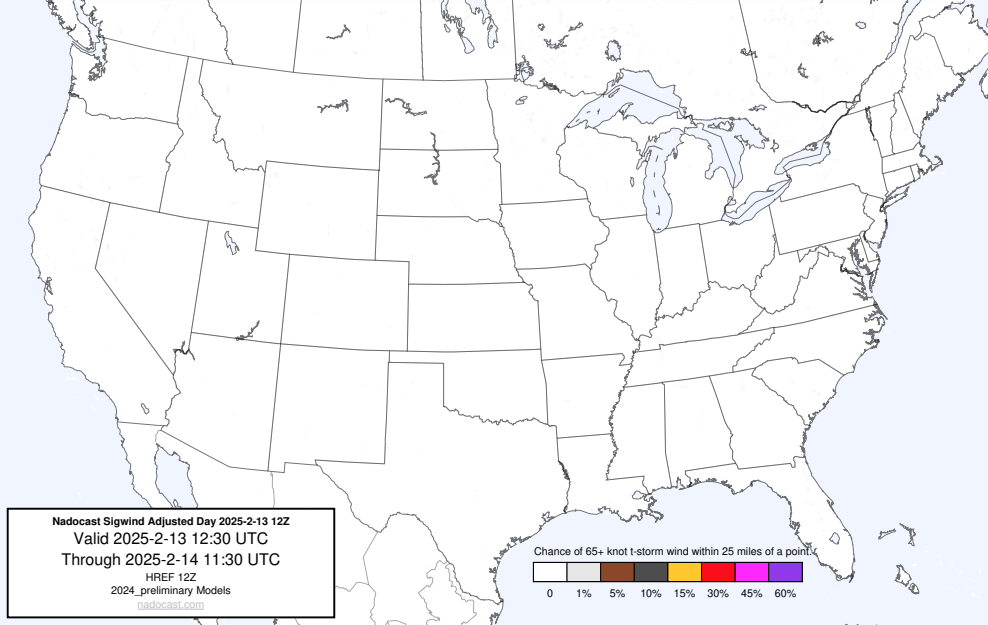 Nadocast Sigwind Adjusted Day 2025-2-13 12Z
Valid 2025-2-13 12:30 UTC
Through 2025-2-14 11:30 UTC
HREF 12Z
2024_preliminary Models
nadocast.com
Chance of 65+ knot t-storm wind within 25 miles of a point.
0 1% 5% 10% 15% 30% 45% 60%